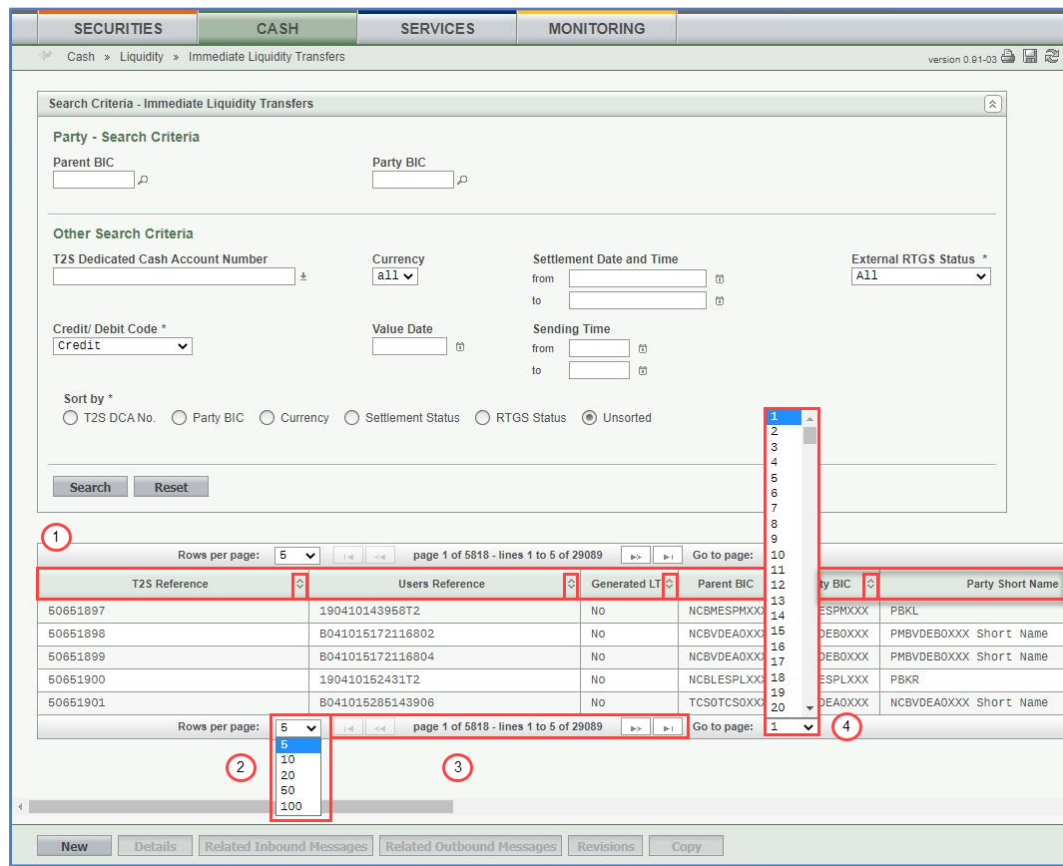 SECURITIES CASH SERVICES MONITORING
Cash » Liquidity » Immediate Liquidity Transfers version 0.91-03
Search Criteria - Immediate Liquidity Transfers
Party - Search Criteria
Parent BIC Party BIC
Other Search Criteria
T2S Dedicated Cash Account Number Currency Settlement Date and Time External RTGS Status *
all from All
to
Credit/ Debit Code * Value Date Sending Time
Credit from
to
Sort by *
T2S DCA No. Party BIC Currency Settlement Status RTGS Status Unsorted
1
2
3
4
5
6
7
8
9
10
11
12
13
14
15
16
17
18
19
20
Search Reset
1
Rows per page: 5 page 1 of 5818 - lines 1 to 5 of 29089 Go to page:
T2S Reference Users Reference Generated LT Parent BIC ty BIC Party Short Name
50651897 190410143958T2 No NCBMESPMXXX ESPMXXX PBKL
50651898 B041015172116802 No NCBVDEA0XXX DEB0XXX PMBVDEB0XXX Short Name
50651899 B041015172116804 No NCBVDEA0XXX DEB0XXX PMBVDEB0XXX Short Name
50651900 190410152431T2 No NCBLESPLXXX ESPLXXX PBKR
50651901 B041015285143906 No TCSOTCSOXXX DEA0XXX NCBVDEA0XXX Short Name
Rows per page: 5 page 1 of 5818 - lines 1 to 5 of 29089 Go to page: 1 4
5
10
20
50
100
2 3
New Details Related Inbound Messages Related Outbound Messages Revisions Copy